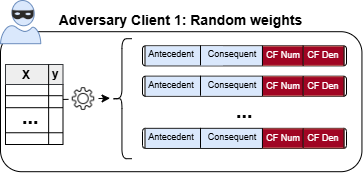 Adversary Client 1: Random weights
X y
...
Antecedent Consequent CF Num CF Den
Antecedent Consequent CF Num CF Den
...
Antecedent Consequent CF Num CF Den